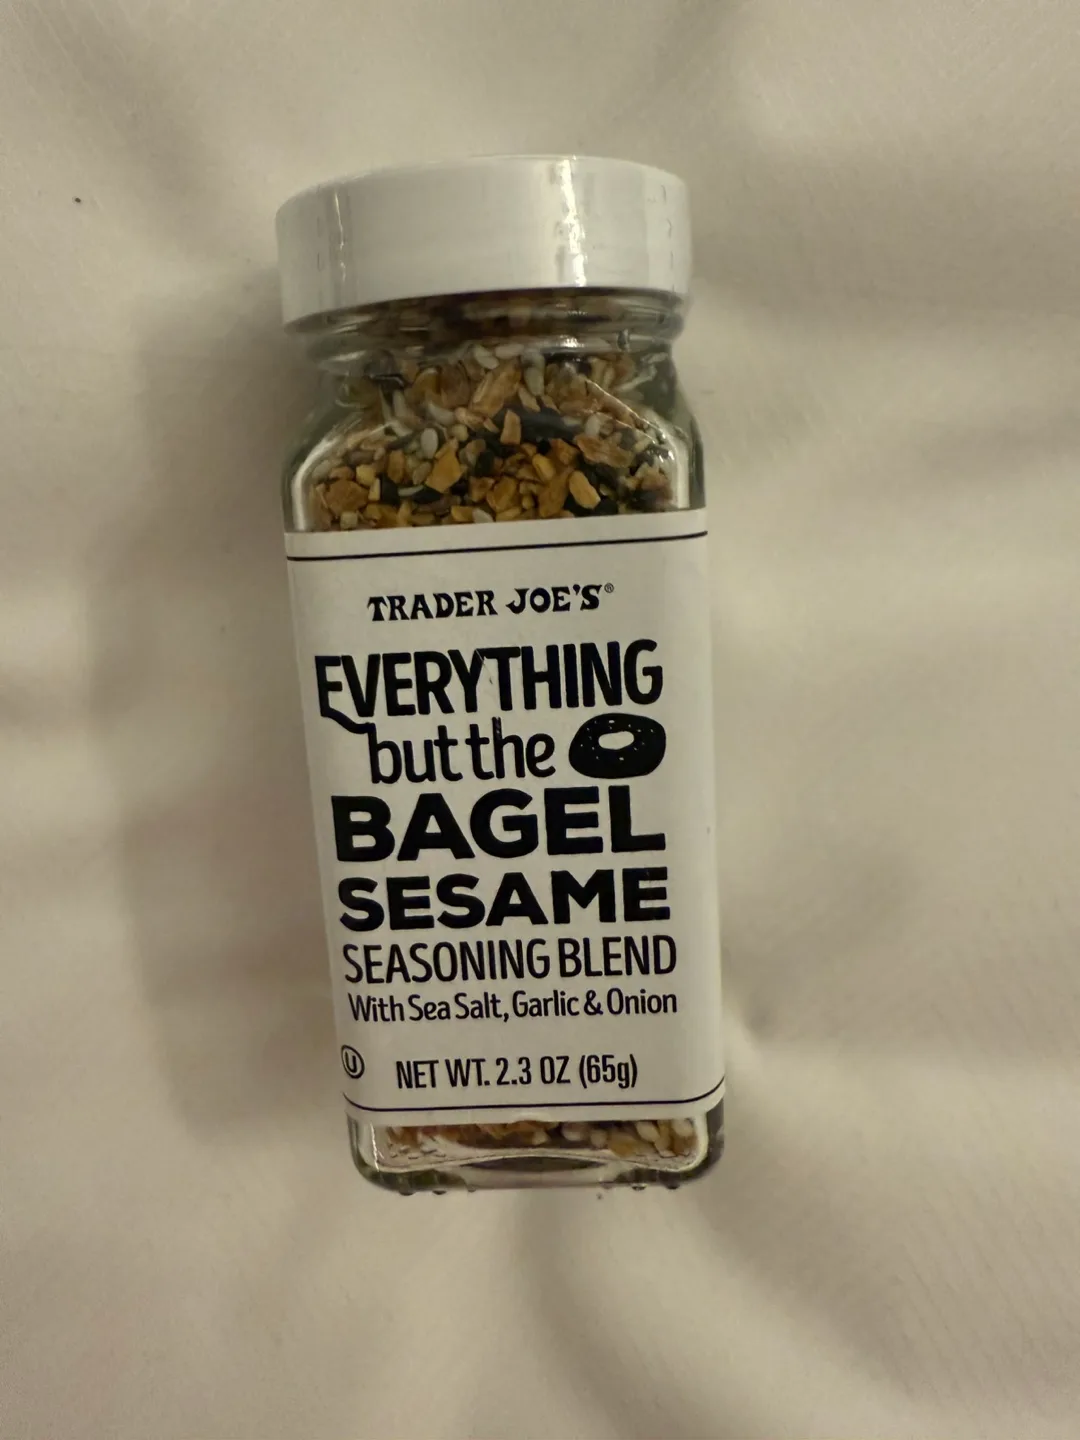 TRADER JOE'S®
EVERYTHING
but the
BAGEL
SESAME
SEASONING BLEND
With Sea Salt, Garlic & Onion
U
NET WT. 2.3 OZ (65g)